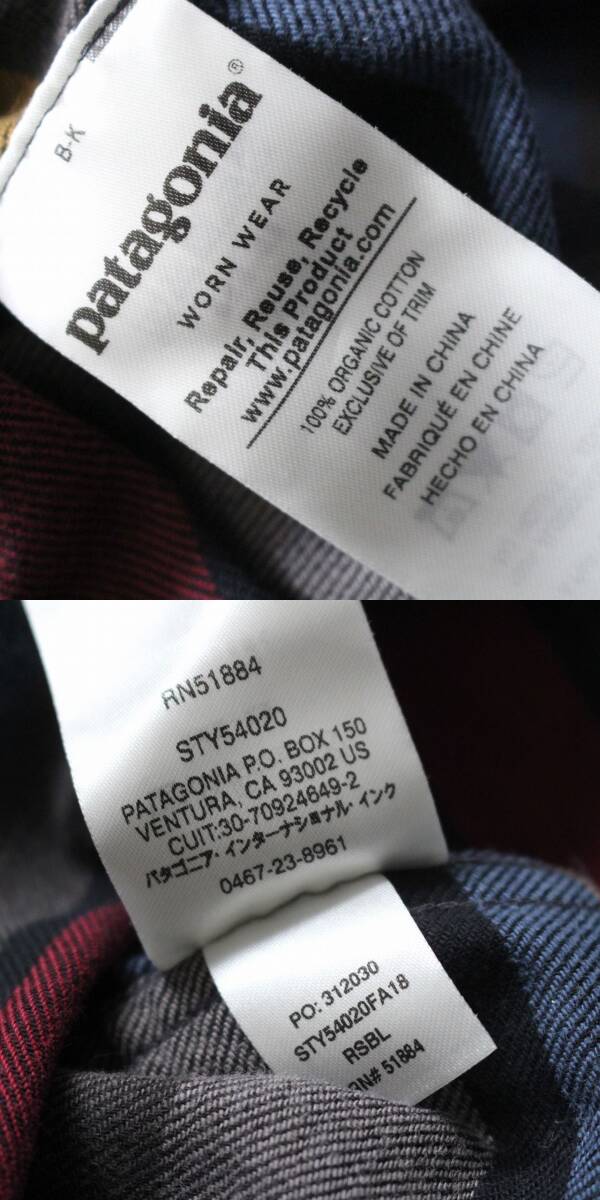 B-K
patagonia®
WORN WEAR
Repair, Reuse, Recycle
This Product
www.patagonia.com
100% ORGANIC COTTON
EXCLUSIVE OF TRIM
MADE IN CHINA
FABRIQUÉ EN CHINE
HECHO EN CHINA
RN51884
STY54020
PATAGONIA P.O. BOX 150
VENTURA, CA 93002 US
CUIT:30-70924649-2
パタゴニア・インターナショナル インク
0467-23-8961
PO: 312030
STY54020FA18
RSBL
RN# 51884